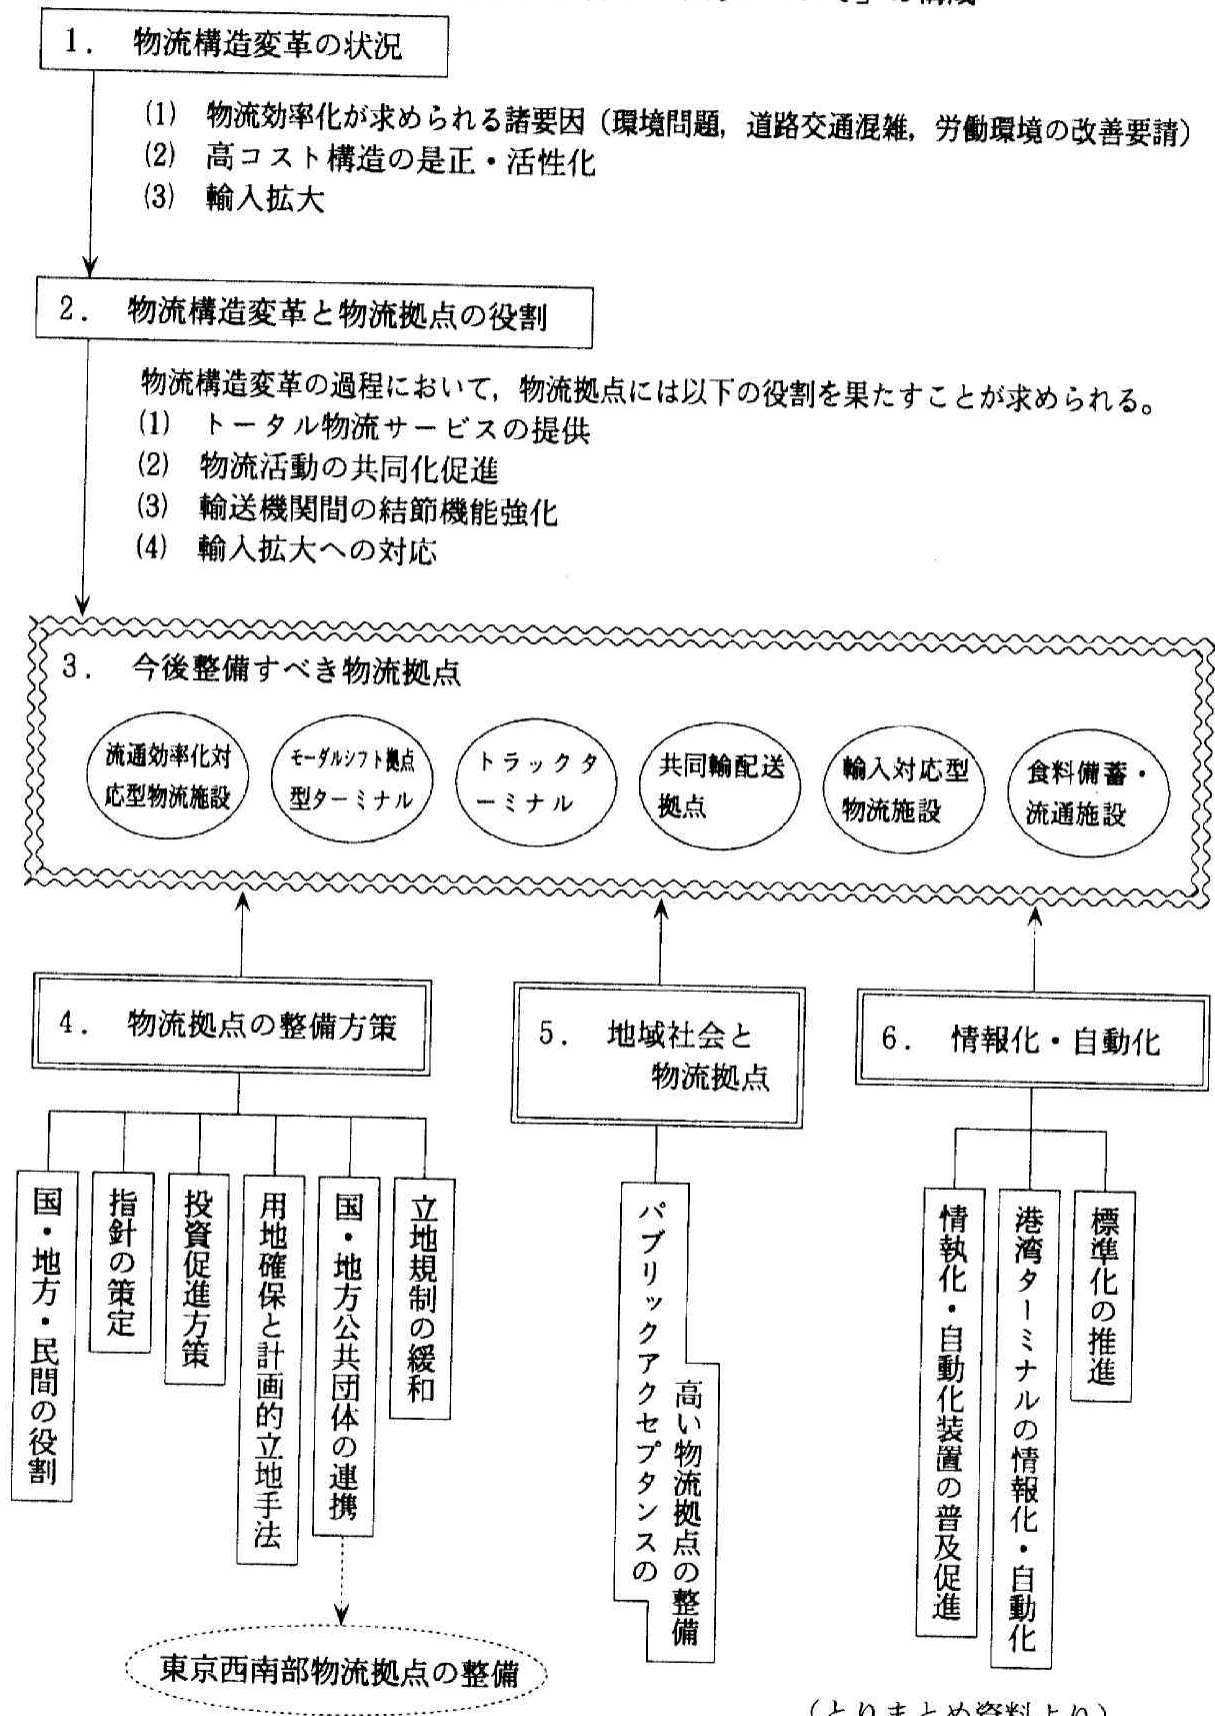 」の構成
1. 物流構造変革の状況
(1) 物流効率化が求められる諸要因（環境問題，道路交通混雑，労働環境の改善要請）
(2) 高コスト構造の是正・活性化
(3) 輸入拡大
2. 物流構造変革と物流拠点の役割
物流構造変革の過程において，物流拠点には以下の役割を果たすことが求められる。
(1) トータル物流サービスの提供
(2) 物流活動の共同化促進
(3) 輸送機関間の結節機能強化
(4) 輸入拡大への対応
3. 今後整備すべき物流拠点
流通効率化対
応型物流施設
モーダルシフト拠点
型ターミナル
トラックタ
ーミナル
共同輸配送
拠点
輸入対応型
物流施設
食料備蓄・
流通施設
4. 物流拠点の整備方策
5. 地域社会と
物流拠点
6. 情報化・自動化
国・地方・民間の役割
指針の策定
投資促進方策
用地確保と計画的立地手法
国・地方公共団体の連携
立地規制の緩和
パブリックアクセプタンスの
高い物流拠点の整備
情執化・自動化装置の普及促進
港湾ターミナルの情報化・自動化
標準化の推進
東京西南部物流拠点の整備
（とりまとめ資料より）